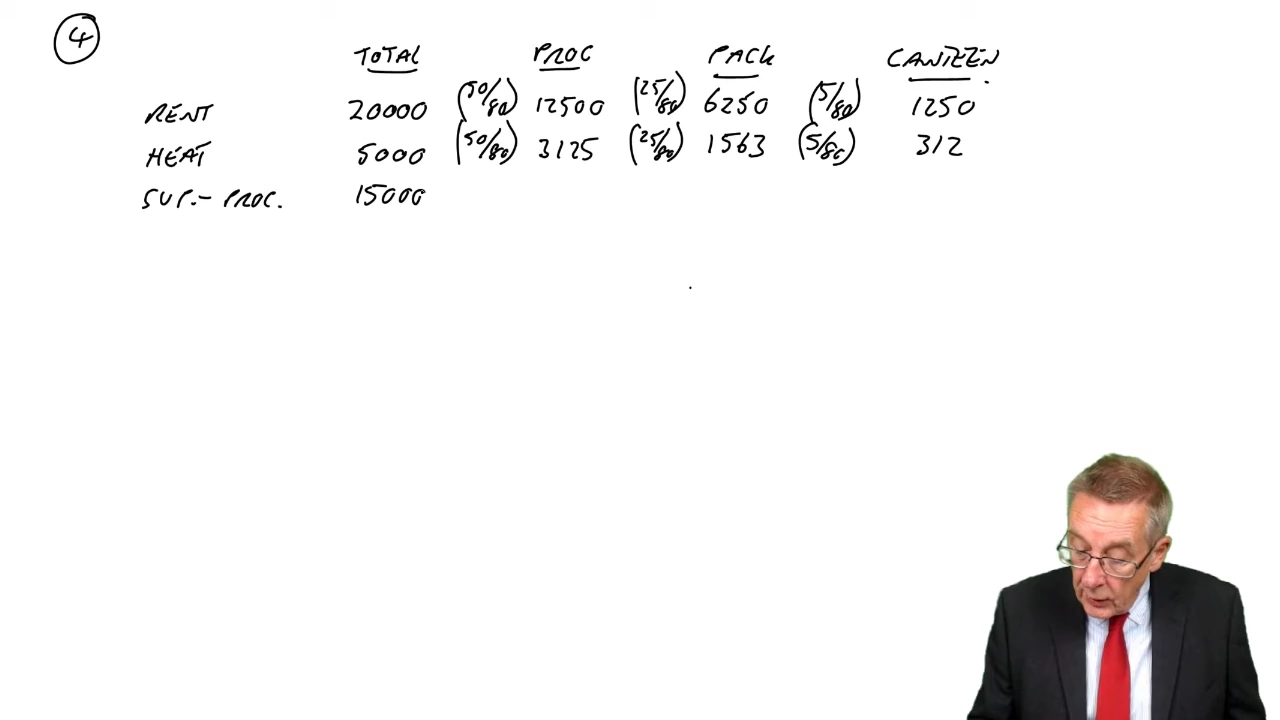 4
TOTAL PROC PACK CANTEEN
RENT 20000 (50/80) 12500 (25/80) 6250 (5/80) 1250
HEAT 5000 (50/80) 3125 (25/80) 1563 (5/80) 312
SUP.- PROC. 15000